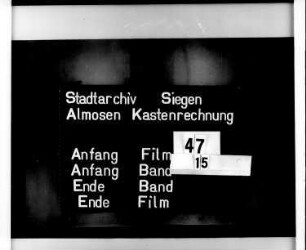 Stadtarchiv Siegen
Almosen Kastenrechnung
47
15
Anfang Film
Anfang Band
Ende Band
Ende Film